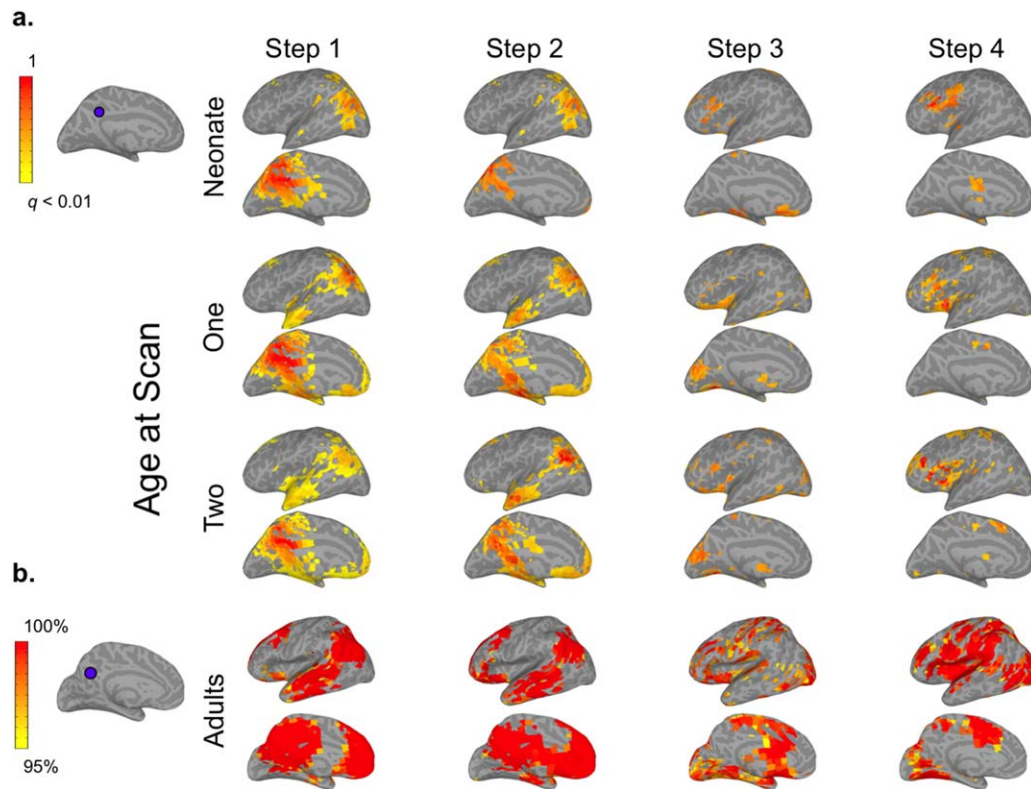 a.
Step 1 Step 2 Step 3 Step 4
1
q < 0.01
Neonate
Age at Scan
One
Two
b.
100%
95%
Adults